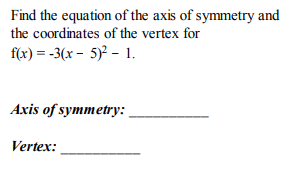 Find the equation of the axis of symmetry and
the coordinates of the vertex for
f(x) = -3(x - 5)² - 1.
Axis of symmetry: __________
Vertex: __________